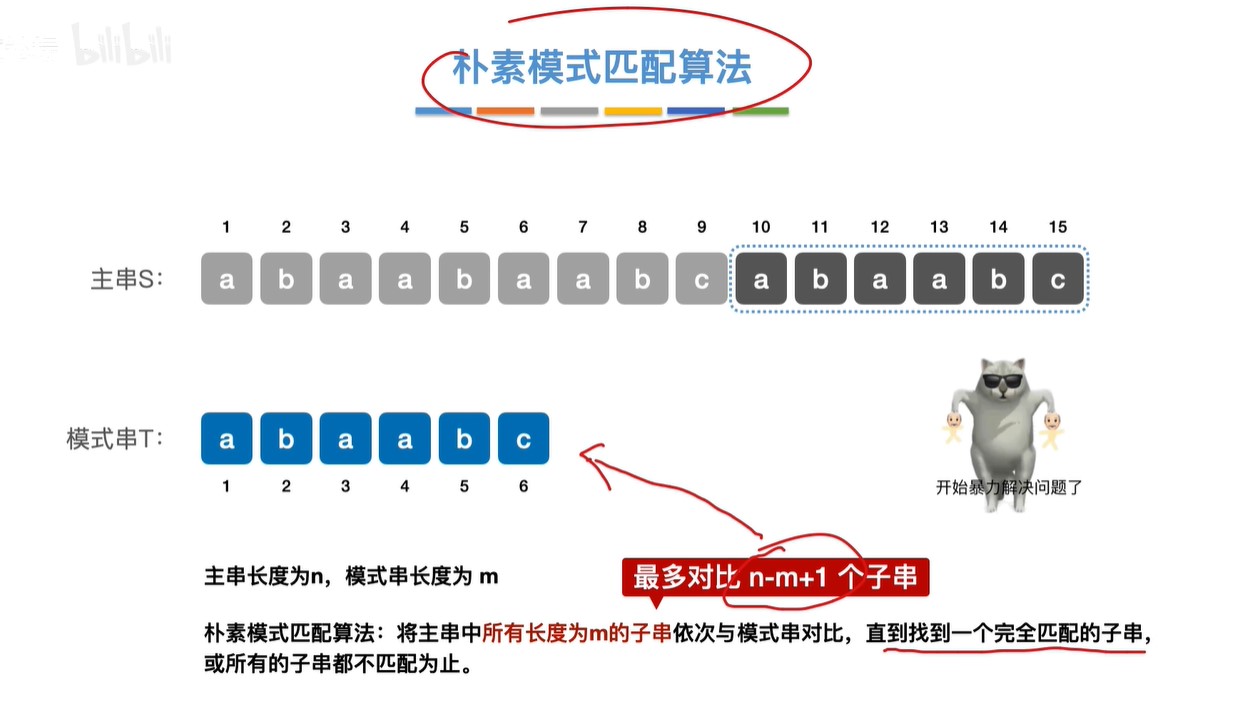 bilibili
朴素模式匹配算法
1 2 3 4 5 6 7 8 9 10 11 12 13 14 15
主串S: a b a a b a a b c a b a a b c
模式串T: a b a a b c
1 2 3 4 5 6
开始暴力解决问题了
主串长度为n，模式串长度为 m
最多对比 n-m+1 个子串
朴素模式匹配算法：将主串中所有长度为m的子串依次与模式串对比，直到找到一个完全匹配的子串，
或所有的子串都不匹配为止。